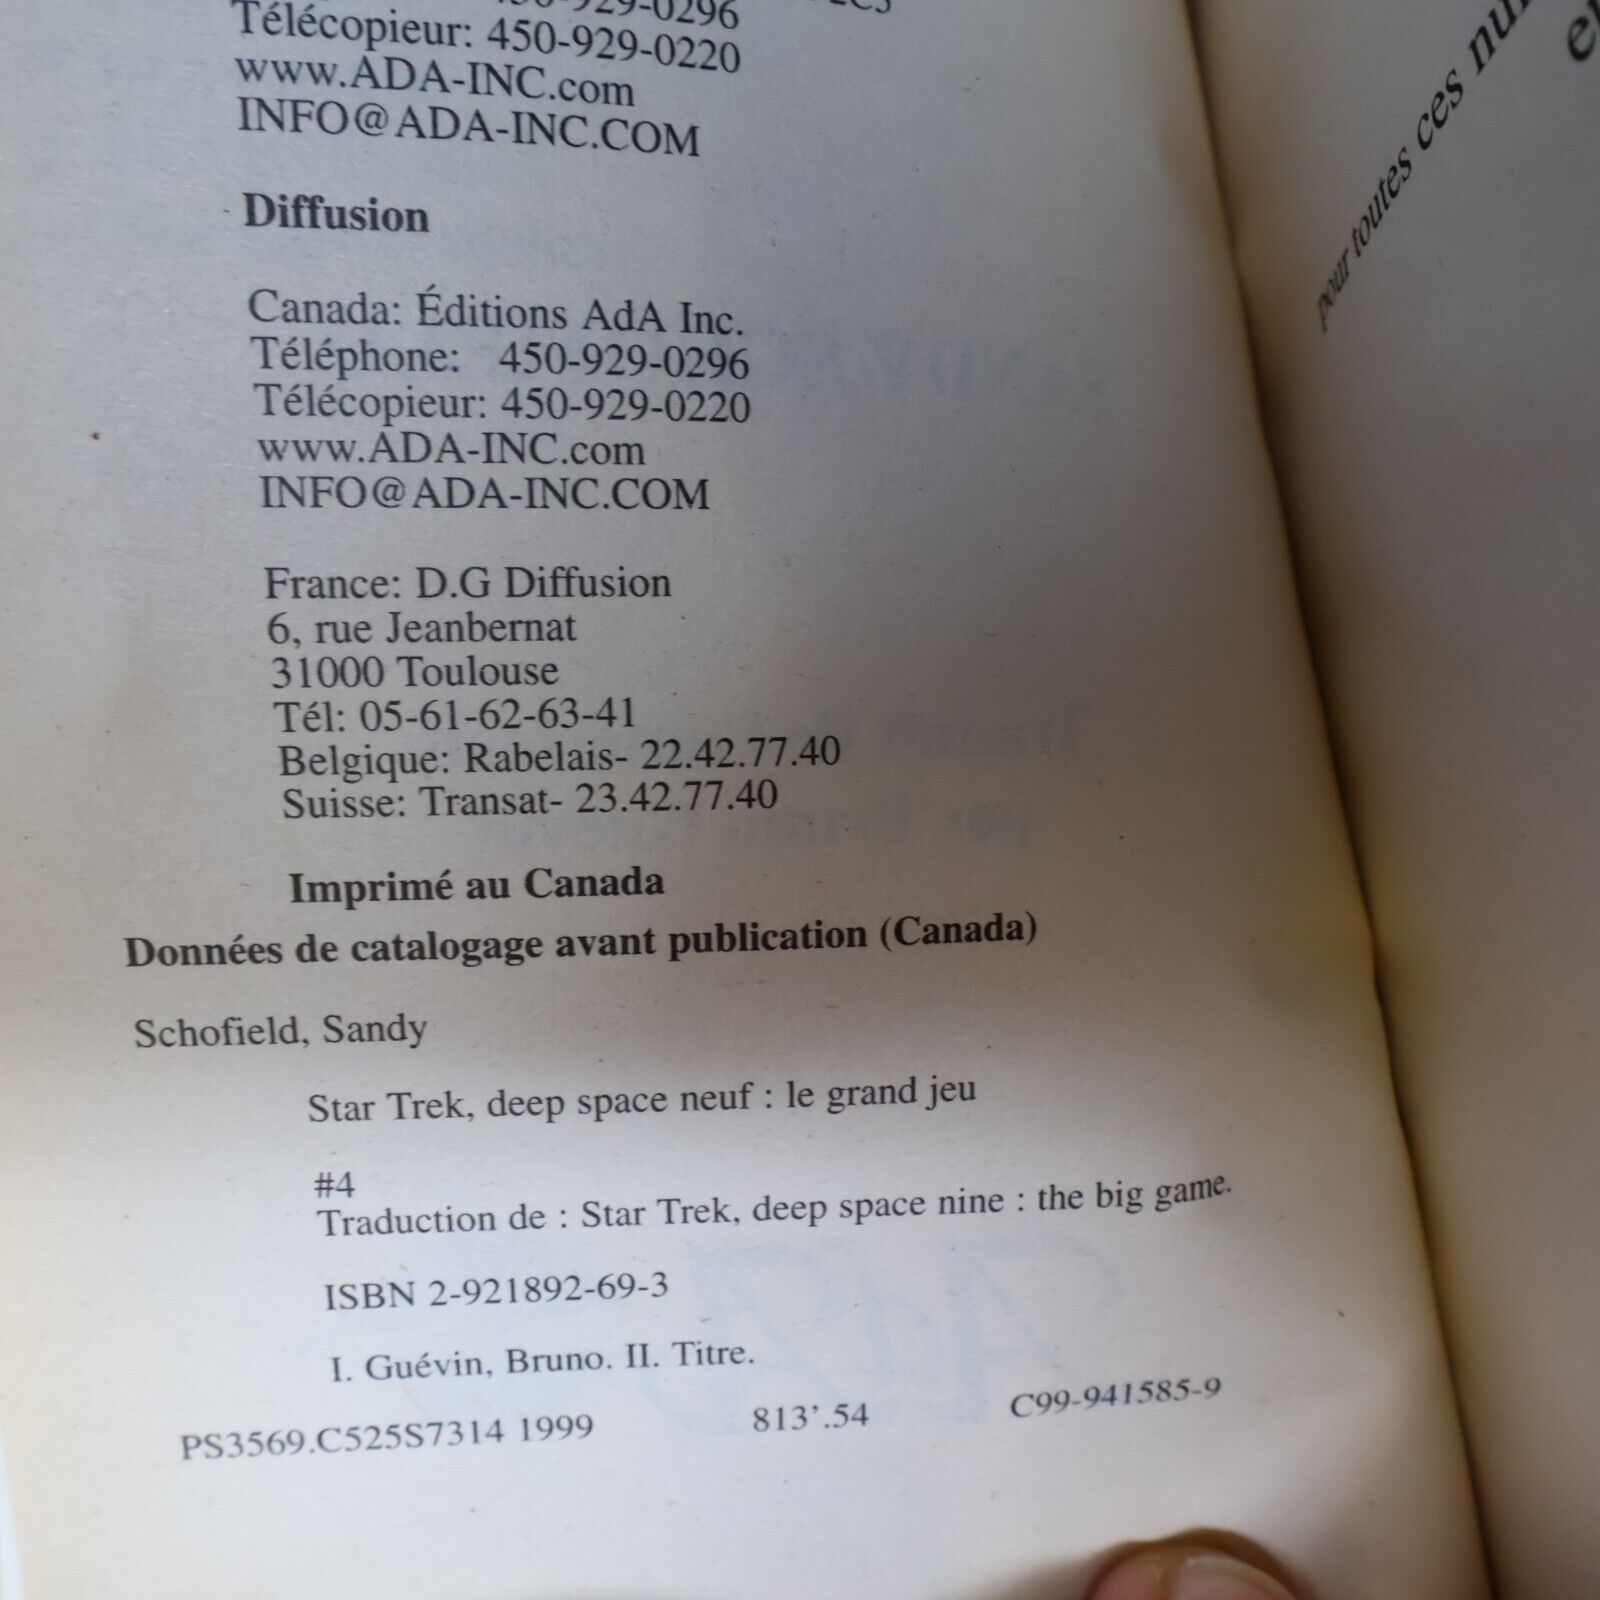 450-929-0296
Télécopieur: 450-929-0220
www.ADA-INC.com
INFO@ADA-INC.COM
Diffusion
Canada: Éditions AdA Inc.
Téléphone: 450-929-0296
Télécopieur: 450-929-0220
www.ADA-INC.com
INFO@ADA-INC.COM
France: D.G Diffusion
6, rue Jeanbernat
31000 Toulouse
Tél: 05-61-62-63-41
Belgique: Rabelais- 22.42.77.40
Suisse: Transat- 23.42.77.40
Imprimé au Canada
Données de catalogage avant publication (Canada)
Schofield, Sandy
Star Trek, deep space neuf : le grand jeu
#4
Traduction de : Star Trek, deep space nine : the big game.
ISBN 2-921892-69-3
I. Guévin, Bruno. II. Titre.
PS3569.C525S7314 1999 813'.54 C99-941585-9
pour toutes ces